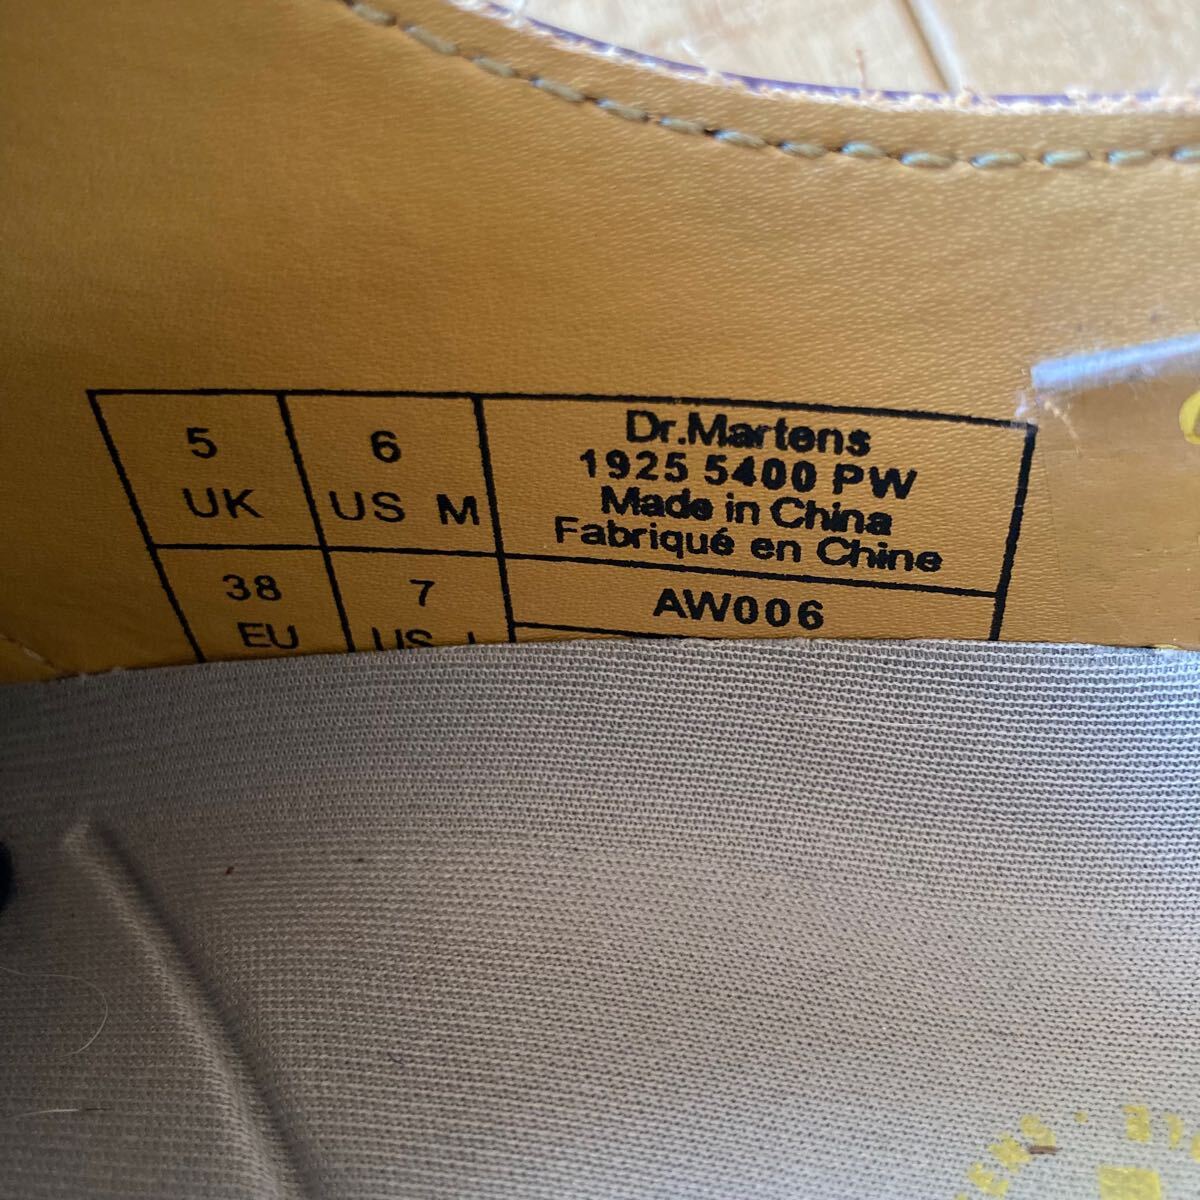 5
UK
6
US M
Dr.Martens
1925 5400 PW
Made in China
Fabriqué en Chine
38
EU
7
US
AW006